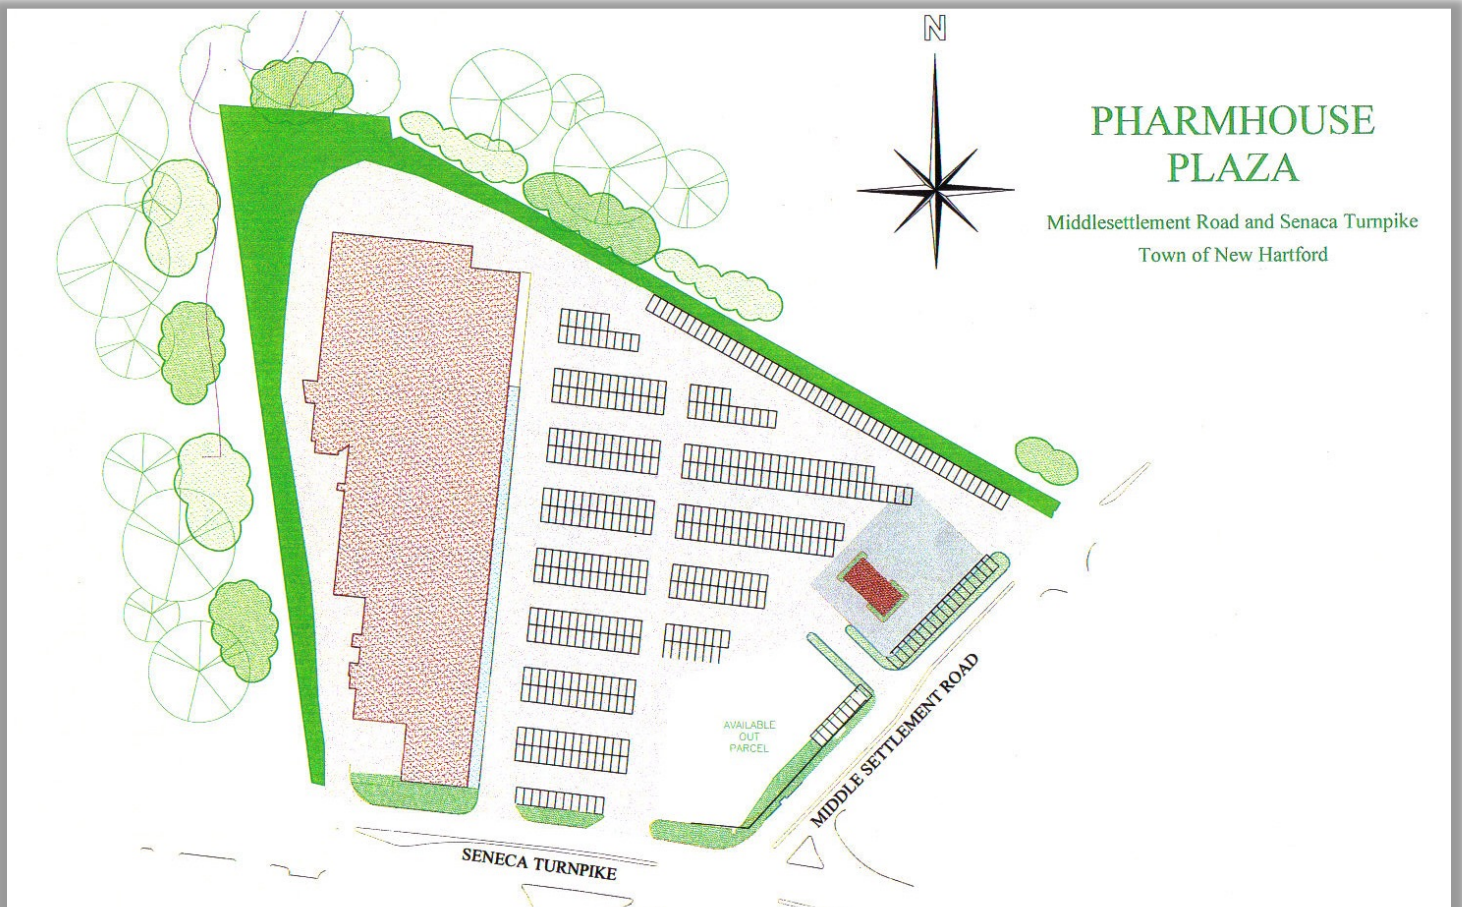 N
PHARMHOUSE
PLAZA
Middlesettlement Road and Senaca Turnpike
Town of New Hartford
AVAILABLE
OUT
PARCEL
MIDDLE SETTLEMENT ROAD
SENECA TURNPIKE